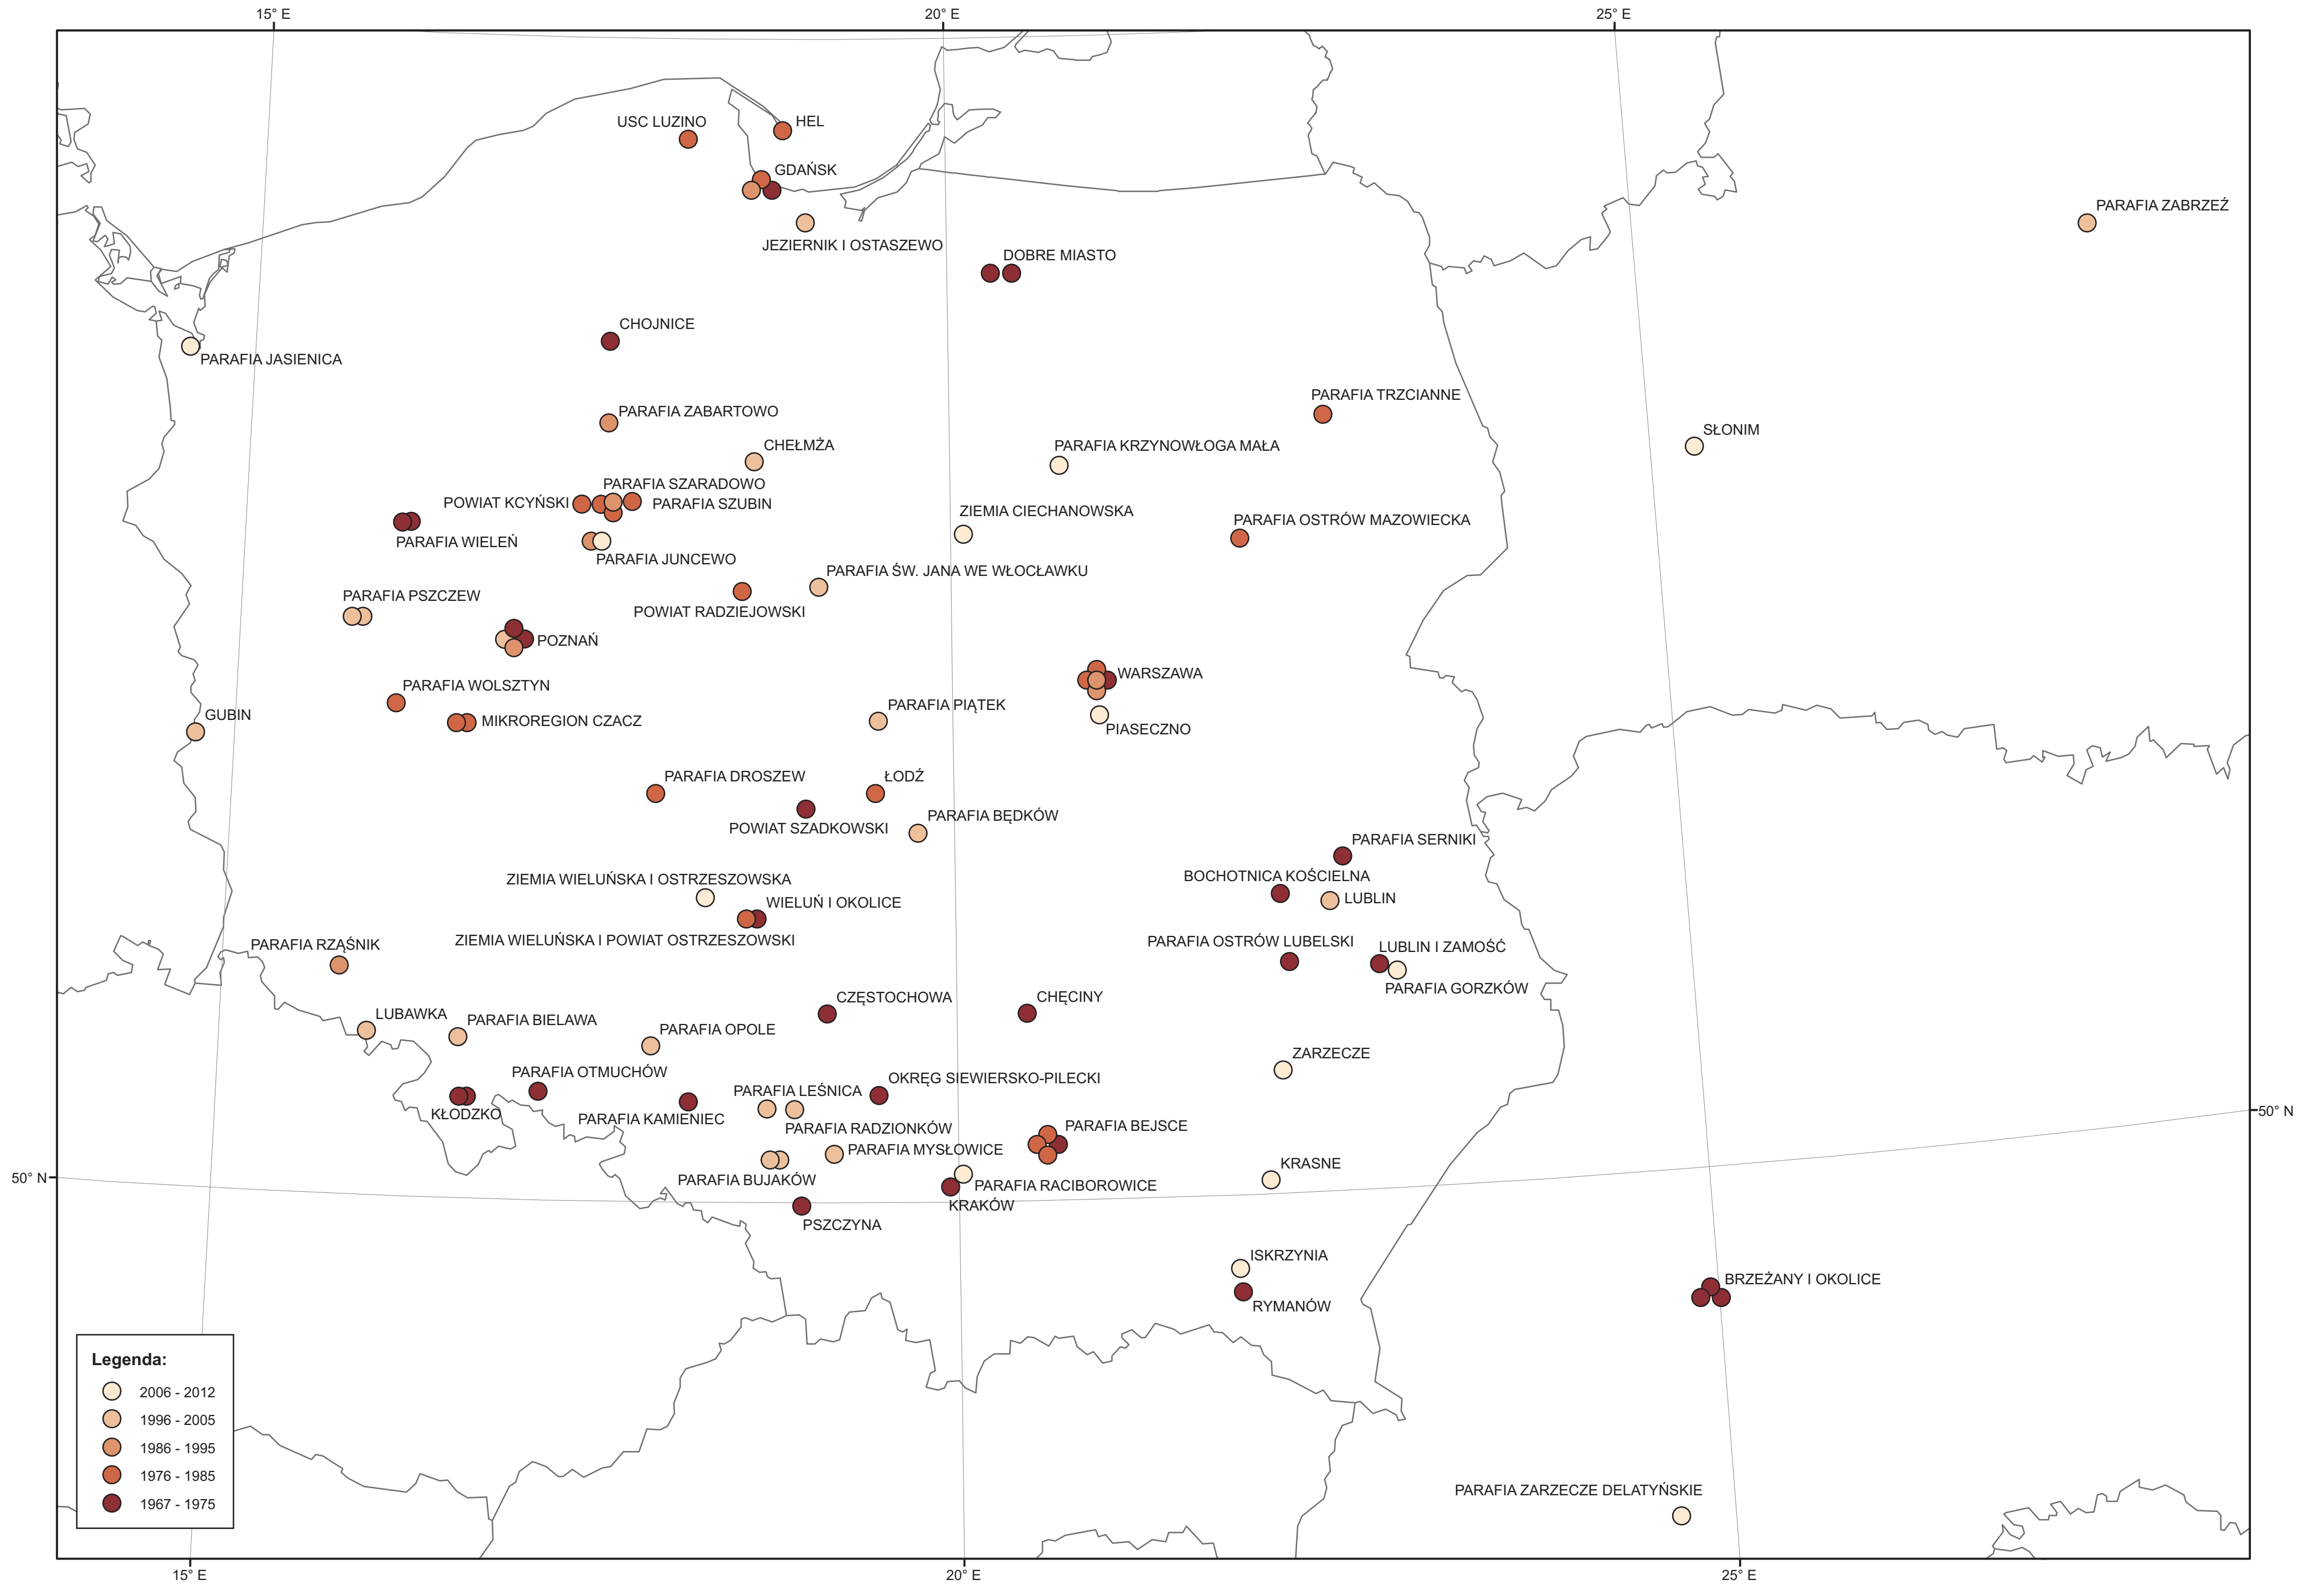 15° E
20° E
25° E
USC LUZINO
HEL
GDAŃSK
PARAFIA ZABRZEŹ
JEZIERNIK I OSTASZEWO
DOBRE MIASTO
CHOJNICE
PARAFIA JASIENICA
PARAFIA TRZCIANNE
PARAFIA ZABARTOWO
SŁONIM
CHEŁMŻA
PARAFIA KRZYNOWŁOGA MAŁA
PARAFIA SZARADOWO
POWIAT KCYŃSKI
PARAFIA SZUBIN
ZIEMIA CIECHANOWSKA
PARAFIA OSTRÓW MAZOWIECKA
PARAFIA WIELEŃ
PARAFIA JUNCEWO
PARAFIA ŚW. JANA WE WŁOCŁAWKU
PARAFIA PSZCZEW
POWIAT RADZIEJOWSKI
POZNAŃ
WARSZAWA
PARAFIA WOLSZTYN
PARAFIA PIĄTEK
GUBIN
MIKROREGION CZACZ
PIASECZNO
PARAFIA DROSZEW
ŁODŹ
PARAFIA BĘDKÓW
POWIAT SZADKOWSKI
PARAFIA SERNIKI
BOCHOTNICA KOŚCIELNA
ZIEMIA WIELUŃSKA I OSTRZESZOWSKA
LUBLIN
WIELUŃ I OKOLICE
ZIEMIA WIELUŃSKA I POWIAT OSTRZESZOWSKI
PARAFIA OSTRÓW LUBELSKI
PARAFIA RZĄŚNIK
LUBLIN I ZAMOŚĆ
PARAFIA GORZKÓW
CZĘSTOCHOWA
CHĘCINY
LUBAWKA
PARAFIA BIELAWA
PARAFIA OPOLE
ZARZECZE
PARAFIA OTMUCHÓW
OKRĘG SIEWIERSKO-PILECKI
PARAFIA LEŚNICA
KŁODZKO
50° N
PARAFIA KAMIENIEC
PARAFIA RADZIONKÓW
PARAFIA BEJSCE
PARAFIA MYSŁOWICE
KRASNE
50° N
PARAFIA BUJAKÓW
PARAFIA RACIBOROWICE
KRAKÓW
PSZCZYNA
ISKRZYNIA
BRZEŻANY I OKOLICE
RYMANÓW
Legenda:
2006 - 2012
1996 - 2005
1986 - 1995
1976 - 1985
1967 - 1975
PARAFIA ZARZECZE DELATYŃSKIE
15° E
20° E
25° E